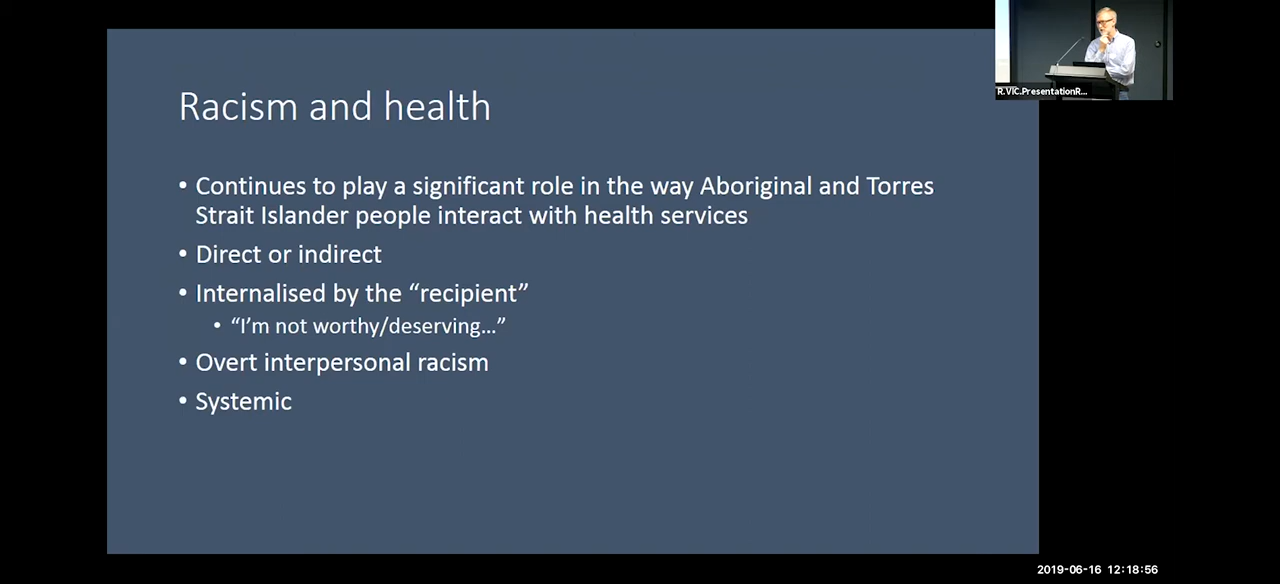 Racism and health
• Continues to play a significant role in the way Aboriginal and Torres
Strait Islander people interact with health services
• Direct or indirect
• Internalised by the “recipient”
• “I’m not worthy/deserving…”
• Overt interpersonal racism
• Systemic
R.VIC.PresentationR...
2019-06-16 12:18:56